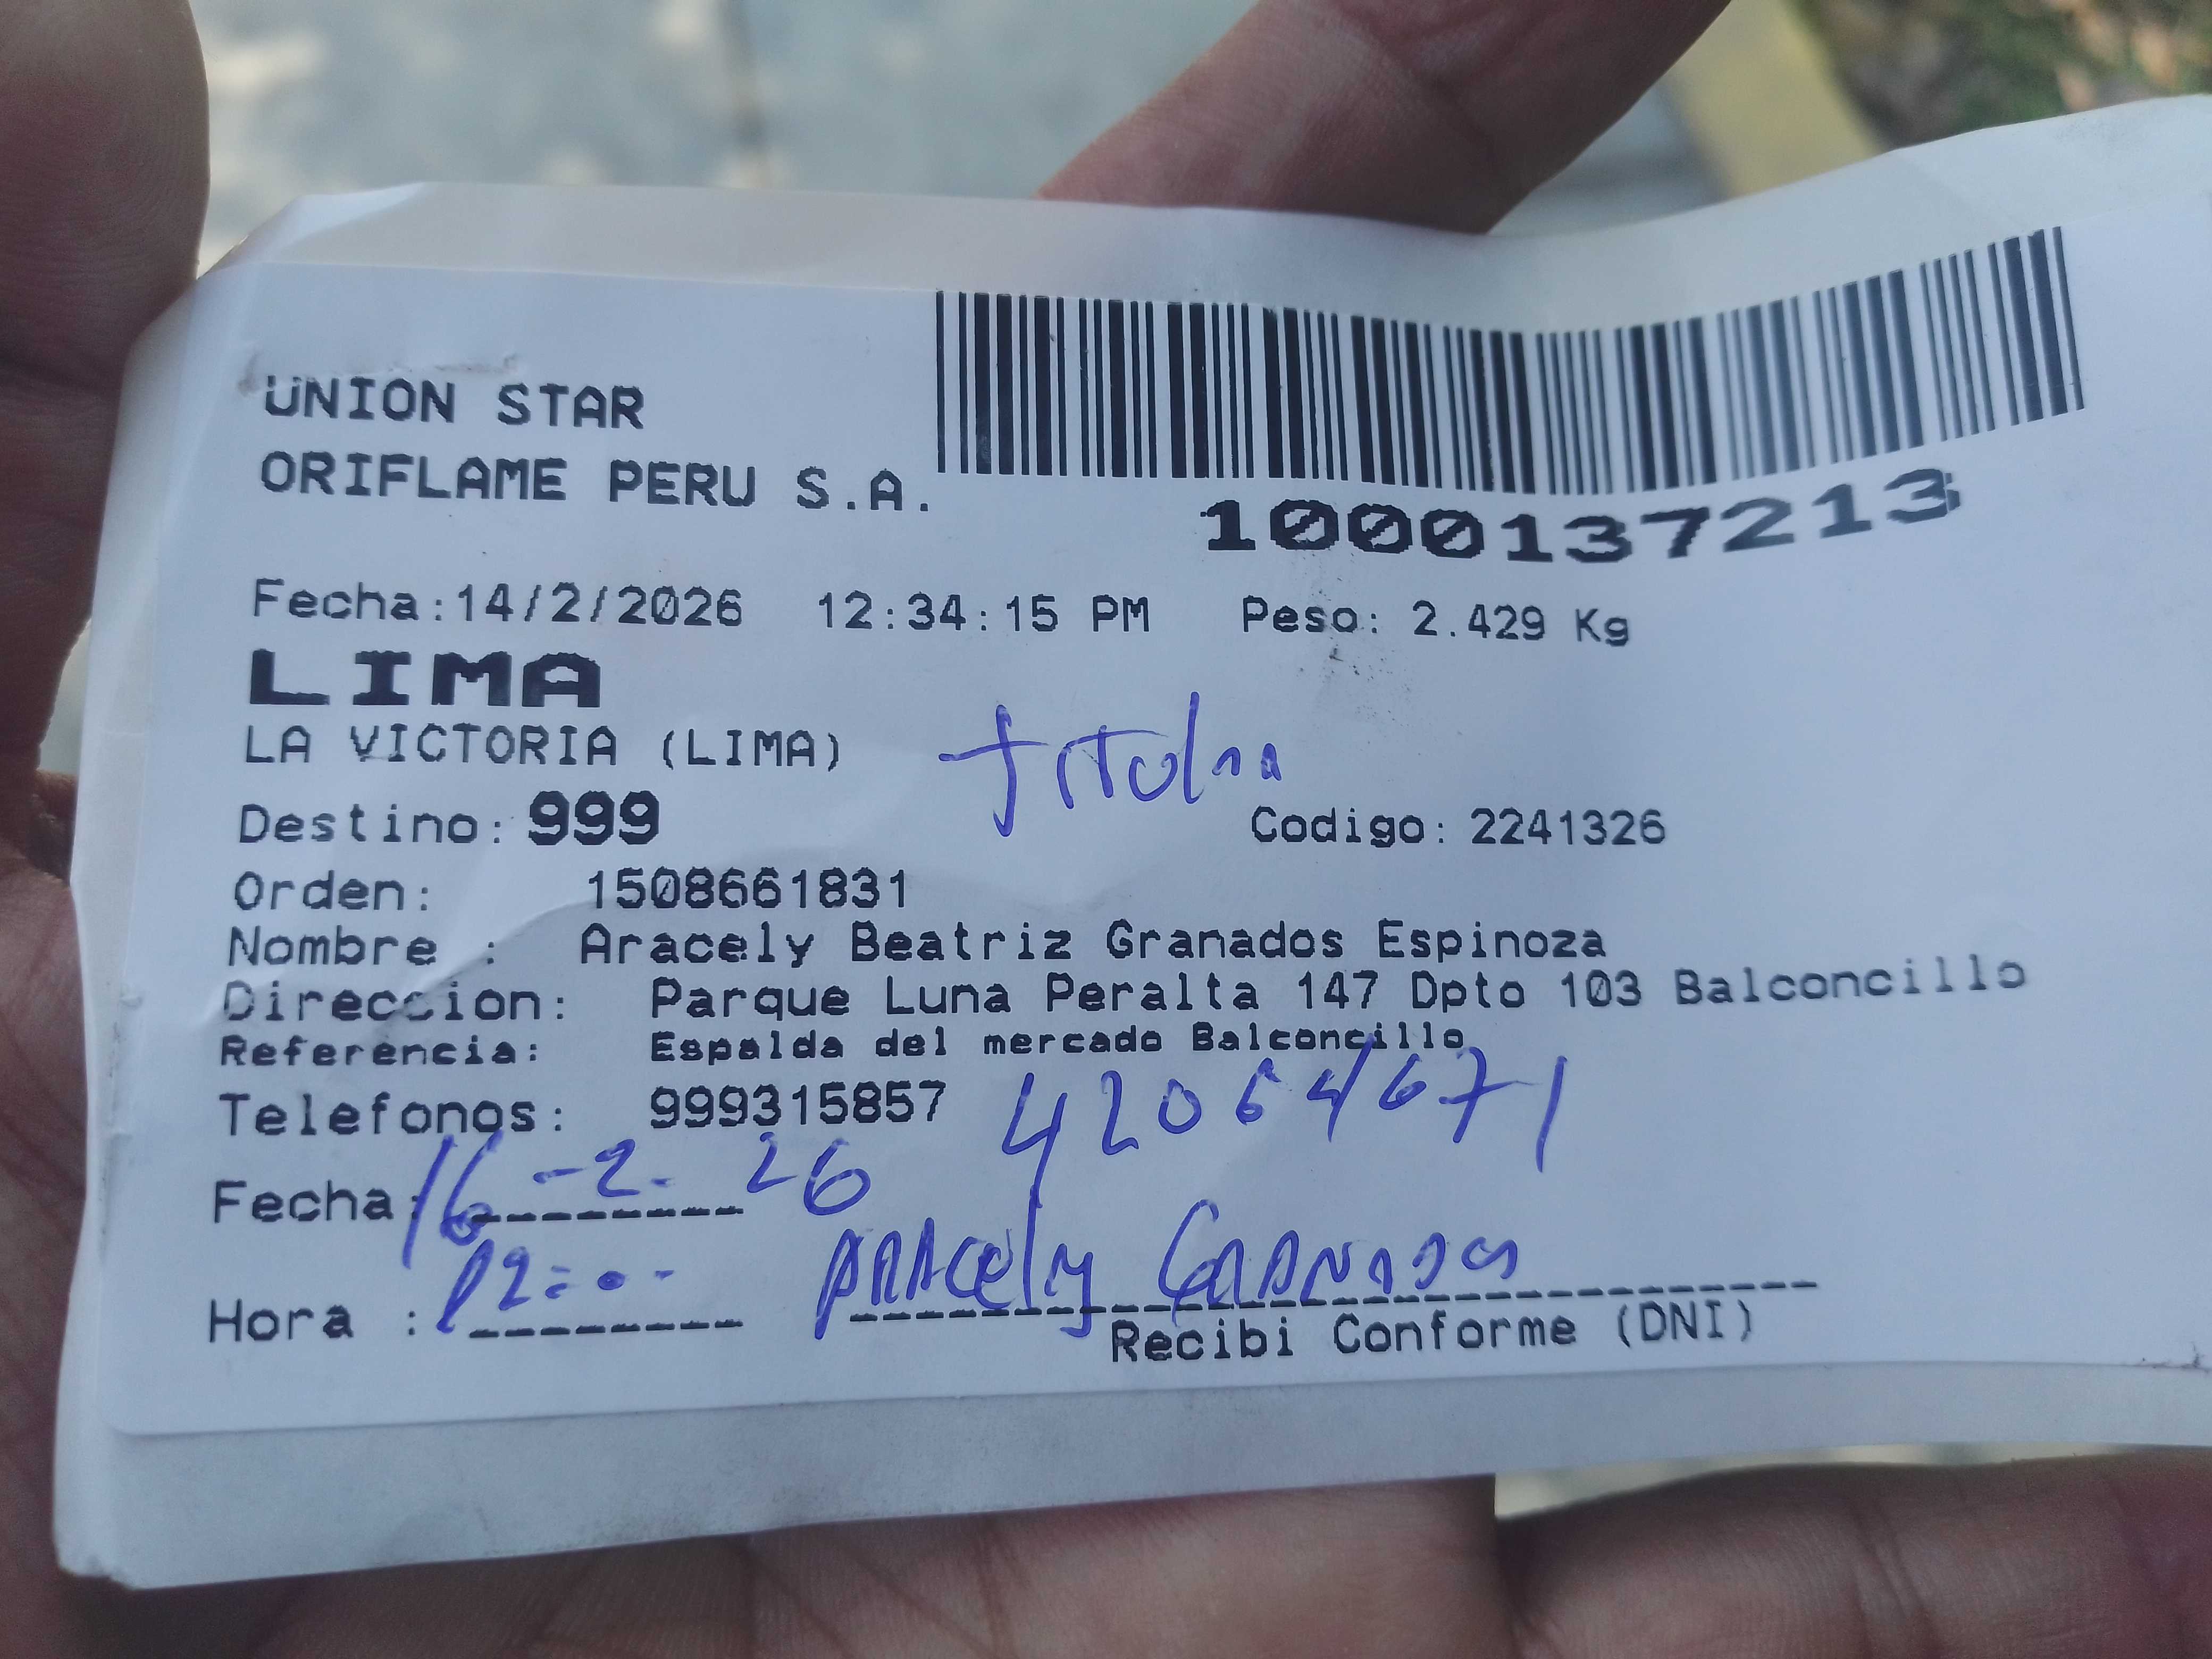 UNION STAR
ORIFLAME PERU S.A.
1000137213
Fecha:14/2/2026 12:34:15 PM Peso: 2.429 Kg
LIMA
LA VICTORIA (LIMA)
Destino: 999 Codigo: 2241326
Orden: 1508661831
Nombre : Aracely Beatriz Granados Espinoza
Direccion: Parque Luna Peralta 147 Dpto 103 Balconcillo
Referencia: Espalda del mercado Balconcillo
Telefonos: 999315857 42064671
Fecha: 16-2-26
Hora : 12:00 ARACely GRANADOS
Recibi Conforme (DNI)